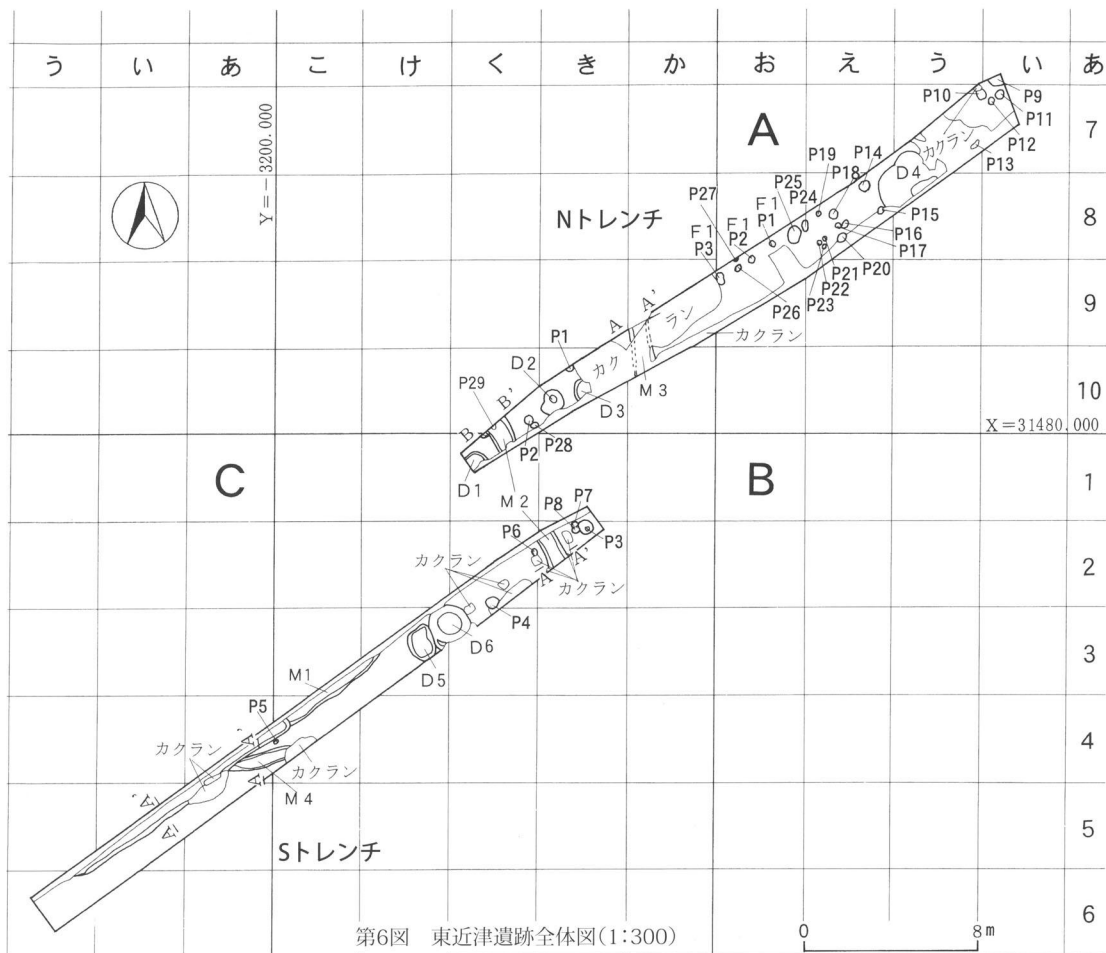 う い あ こ け く き か お え う い あ
Y=-3200.000
A
P10
P9
P11
P12
7
カクラン
P13
P19
P14
P18
D4
P25
P24
P27
Nトレンチ
F1
P1
F1
P2
F1
P3
P15
8
P16
P17
P20
P21
P22
P23
P26
A
A'
ラン
カクラン
9
P1
カク
M3
D2
D3
P29
B'
B
10
X=31480.000
P2
P28
D1
C
B
1
M2
P8
P7
P6
P3
カクラン
A
A'
カクラン
2
P4
D6
D5
3
M1
P5
A'
カクラン
カクラン
4
A
M4
A'
A
5
Sトレンチ
6
第6図 東近津遺跡全体図(1:300)
0 8m